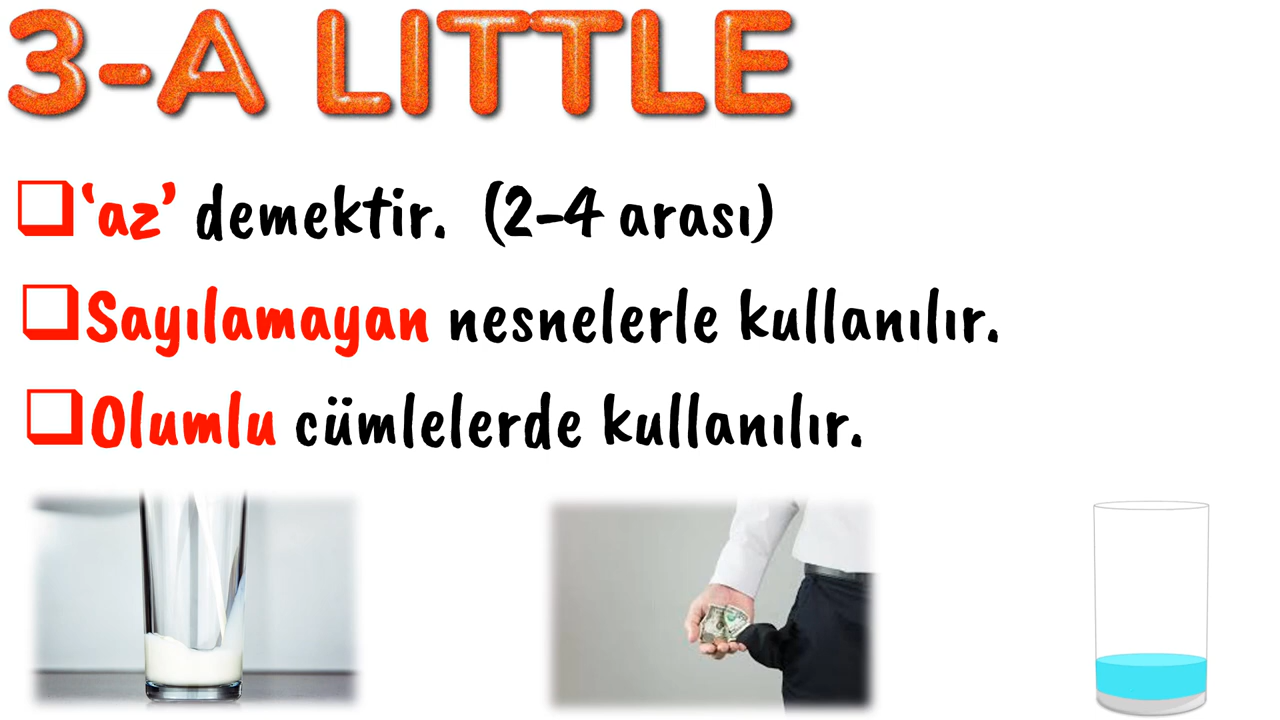 3-A LITTLE
‘az’ demektir. (2-4 arası)
Sayılamayan nesnelerle kullanılır.
Olumlu cümlelerde kullanılır.